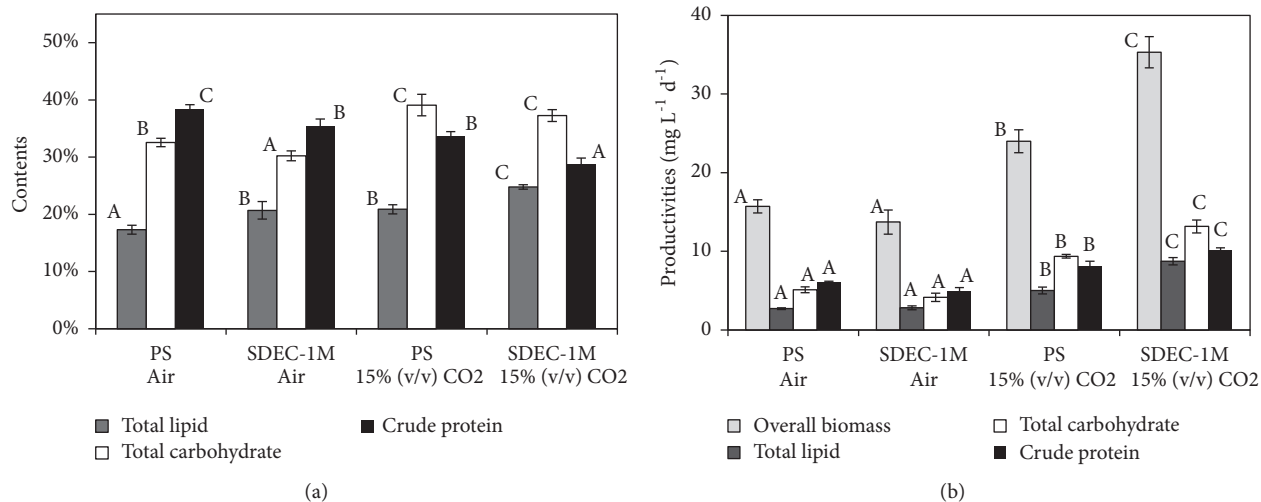 50%
40%
30%
20%
10%
0%
Contents
A
B
C
B
A
B
B
C
B
C
C
A
PS
Air
SDEC-1M
Air
PS
15% (v/v) CO2
SDEC-1M
15% (v/v) CO2
Total lipid
Total carbohydrate
Crude protein
(a)
40
30
20
10
0
Productivities (mg L⁻¹ d⁻¹)
A
A
A
A
A
A
A
A
B
B
B
B
C
C
C
C
PS
Air
SDEC-1M
Air
PS
15% (v/v) CO2
SDEC-1M
15% (v/v) CO2
Overall biomass
Total lipid
Total carbohydrate
Crude protein
(b)